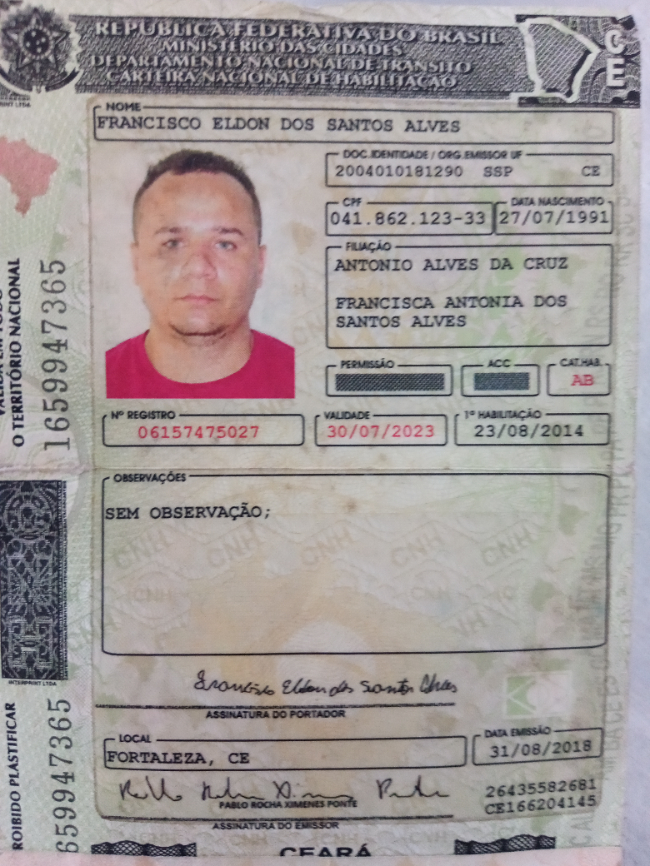 REPÚBLICA FEDERATIVA DO BRASIL
MINISTÉRIO DAS CIDADES
DEPARTAMENTO NACIONAL DE TRÂNSITO
CARTEIRA NACIONAL DE HABILITAÇÃO
CE
NOME
FRANCISCO ELDON DOS SANTOS ALVES
DOC. IDENTIDADE / ORG. EMISSOR UF
2004010181290 SSP CE
CPF
041.862.123-33
DATA NASCIMENTO
27/07/1991
FILIAÇÃO
ANTONIO ALVES DA CRUZ
FRANCISCA ANTONIA DOS
SANTOS ALVES
PERMISSÃO
ACC
CAT.HAB.
AB
Nº REGISTRO
06157475027
VALIDADE
30/07/2023
1ª HABILITAÇÃO
23/08/2014
VÁLIDA EM TODO
O TERRITÓRIO NACIONAL
1659947365
OBSERVAÇÕES
SEM OBSERVAÇÃO;
INTERPRINT LTDA
Francisco Eldon dos Santos Alves
ASSINATURA DO PORTADOR
LOCAL
FORTALEZA, CE
DATA EMISSÃO
31/08/2018
PABLO ROCHA XIMENES PONTE
ASSINATURA DO EMISSOR
26435582681
CE166204145
ROIBIDO PLASTIFICAR
659947365
CEARÁ